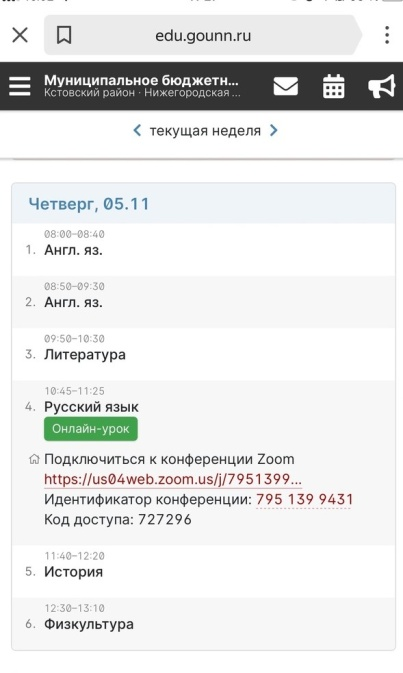 edu.gounn.ru
Муниципальное бюджетн...
Кстовский район · Нижегородская ...
текущая неделя
Четверг, 05.11
08:00–08:40
1. Англ. яз.
08:50–09:30
2. Англ. яз.
09:50–10:30
3. Литература
10:45–11:25
4. Русский язык
Онлайн-урок
Подключиться к конференции Zoom
https://us04web.zoom.us/j/7951399...
Идентификатор конференции: 795 139 9431
Код доступа: 727296
11:40–12:20
5. История
12:30–13:10
6. Физкультура